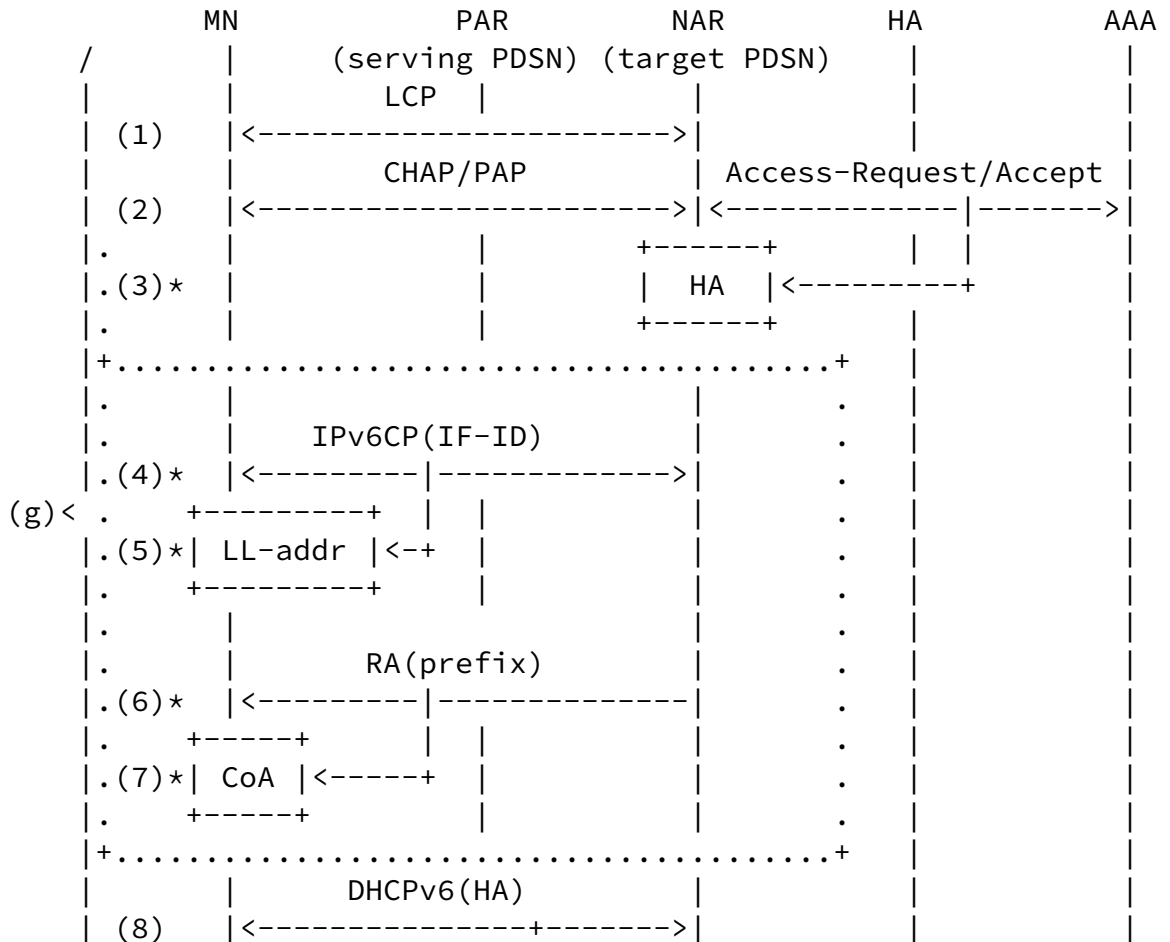 MN PAR NAR HA AAA
/ | (serving PDSN) (target PDSN) | |
| | LCP | | | |
| (1) |<----------------------->| | |
| | CHAP/PAP | Access-Request/Accept
| (2) |<----------------------->|<-------------|------->|
|. | +------+ | | |
|.(3)* | | | HA |<---------+ |
|. | | +------+ | |
|+........................................+ | |
|. | | . | |
|. | IPv6CP(IF-ID) . | |
|.(4)* |<---------|------------->| . | |
(g)< . +---------+ | | | . | |
|.(5)*| LL-addr |<-+ | | . | |
|. +---------+ | | . | |
|. | | . | |
|. | RA(prefix) | . | |
|.(6)* |<---------|--------------| . | |
|. +-----+ | | | . | |
|.(7)*| CoA |<-----+ | | . | |
|. +-----+ | | . | |
|+........................................+ | |
| | DHCPv6(HA) | | |
| (8) |<---------------+------->| | |